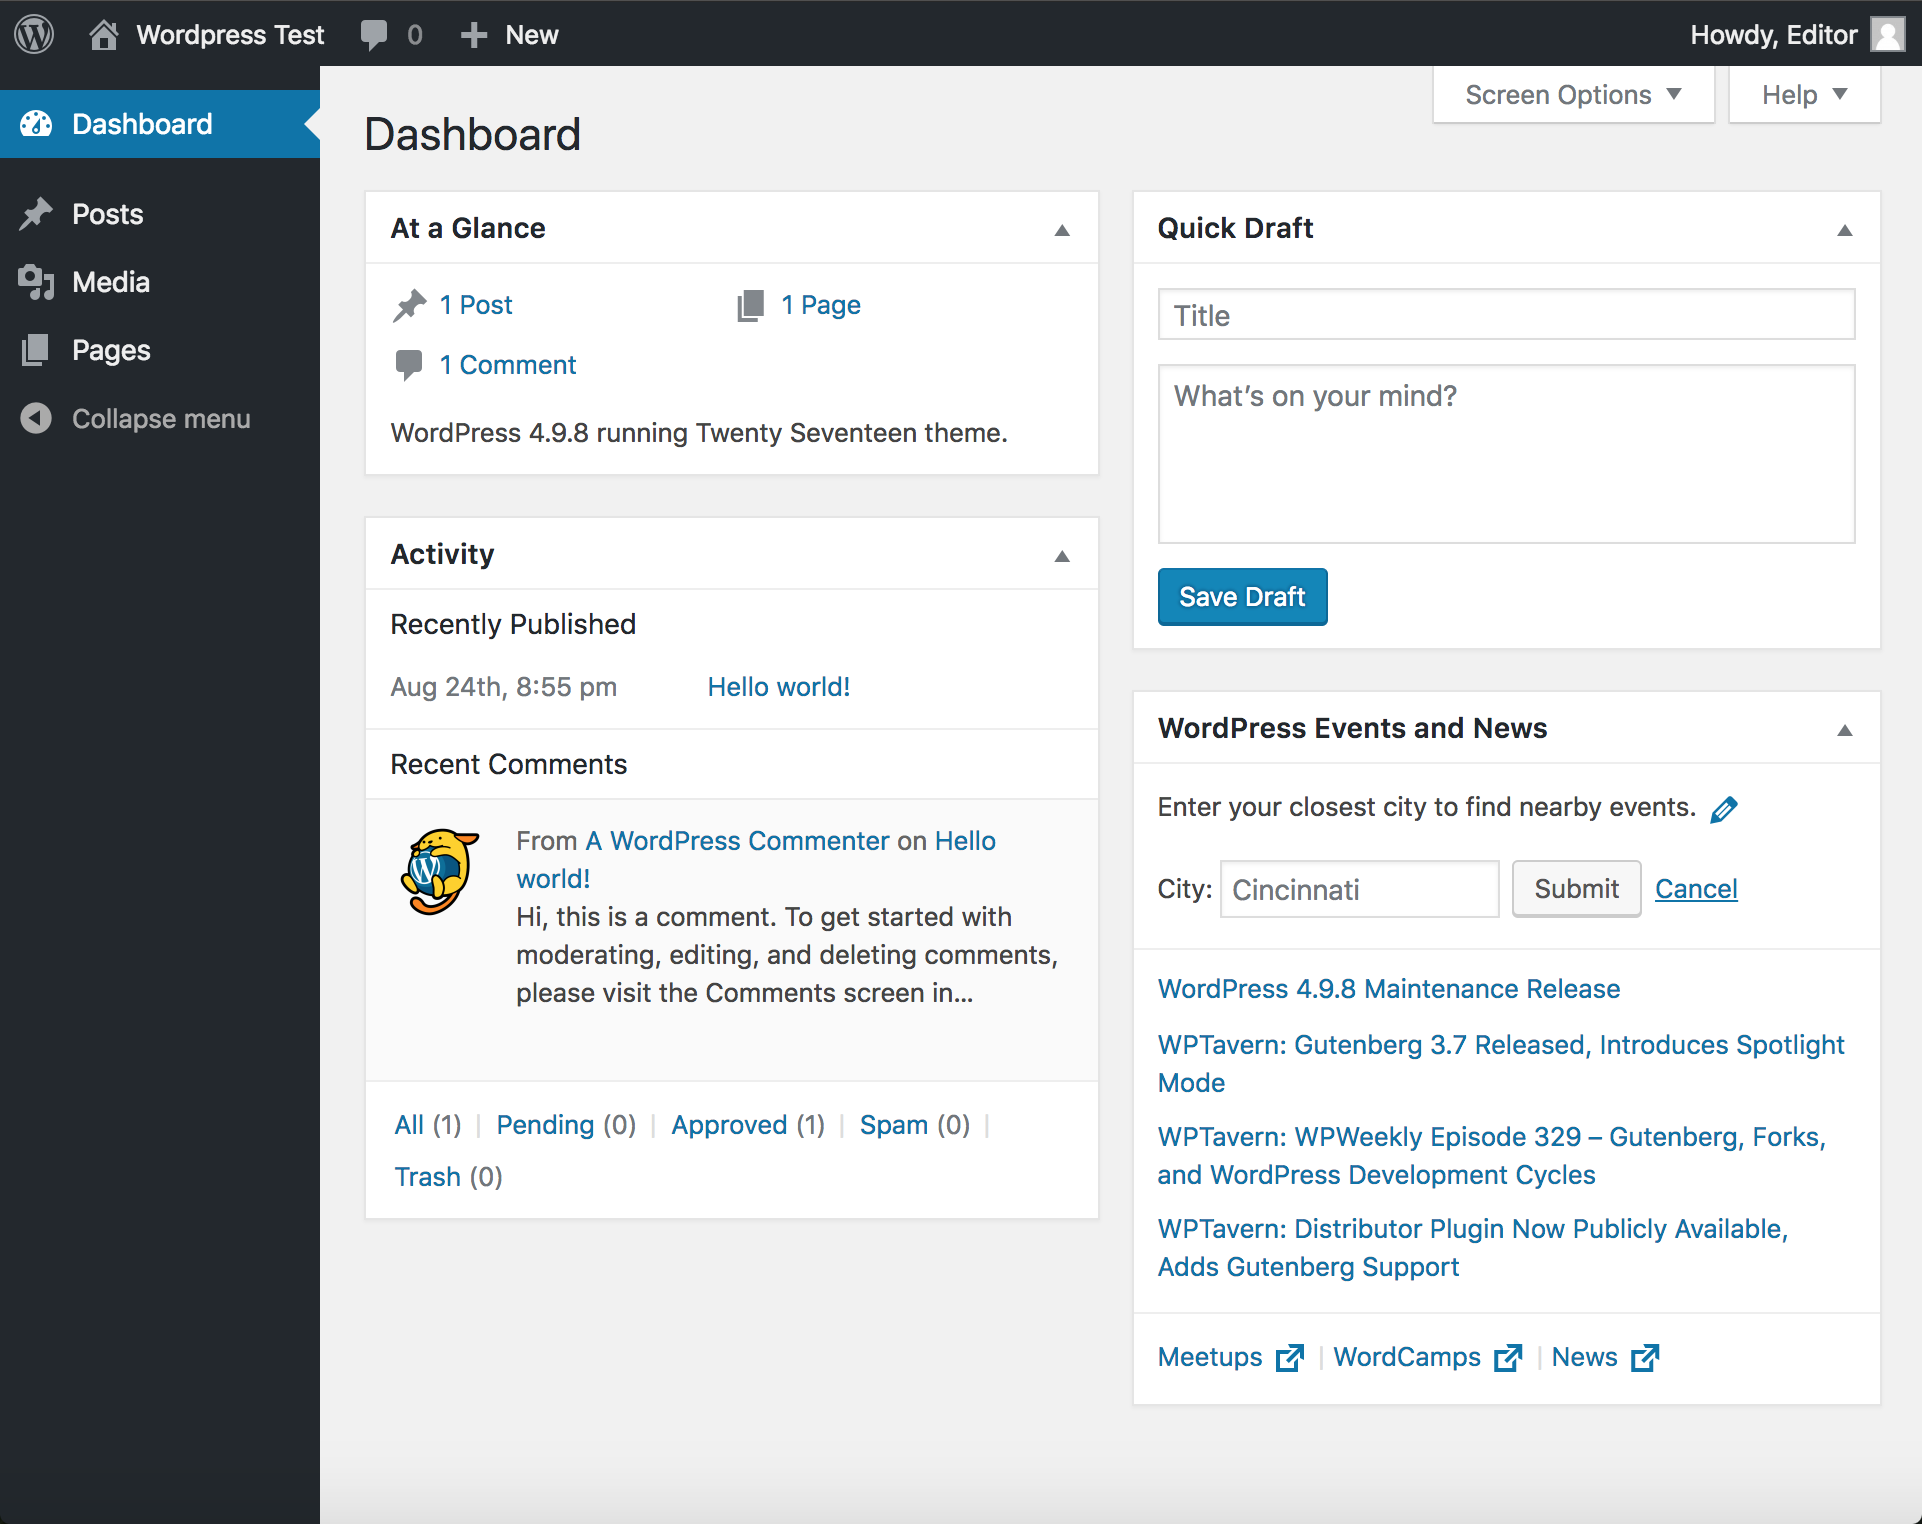 Wordpress Test 0 New Howdy, Editor
Screen Options Help
Dashboard
Posts
Media
Pages
Collapse menu
Dashboard
At a Glance
1 Post 1 Page
1 Comment
WordPress 4.9.8 running Twenty Seventeen theme.
Activity
Recently Published
Aug 24th, 8:55 pm Hello world!
Recent Comments
From A WordPress Commenter on Hello
world!
Hi, this is a comment. To get started with
moderating, editing, and deleting comments,
please visit the Comments screen in…
All (1) | Pending (0) | Approved (1) | Spam (0) |
Trash (0)
Quick Draft
Title
What’s on your mind?
Save Draft
WordPress Events and News
Enter your closest city to find nearby events.
City: Cincinnati Submit Cancel
WordPress 4.9.8 Maintenance Release
WPTavern: Gutenberg 3.7 Released, Introduces Spotlight
Mode
WPTavern: WPWeekly Episode 329 – Gutenberg, Forks,
and WordPress Development Cycles
WPTavern: Distributor Plugin Now Publicly Available,
Adds Gutenberg Support
Meetups | WordCamps | News